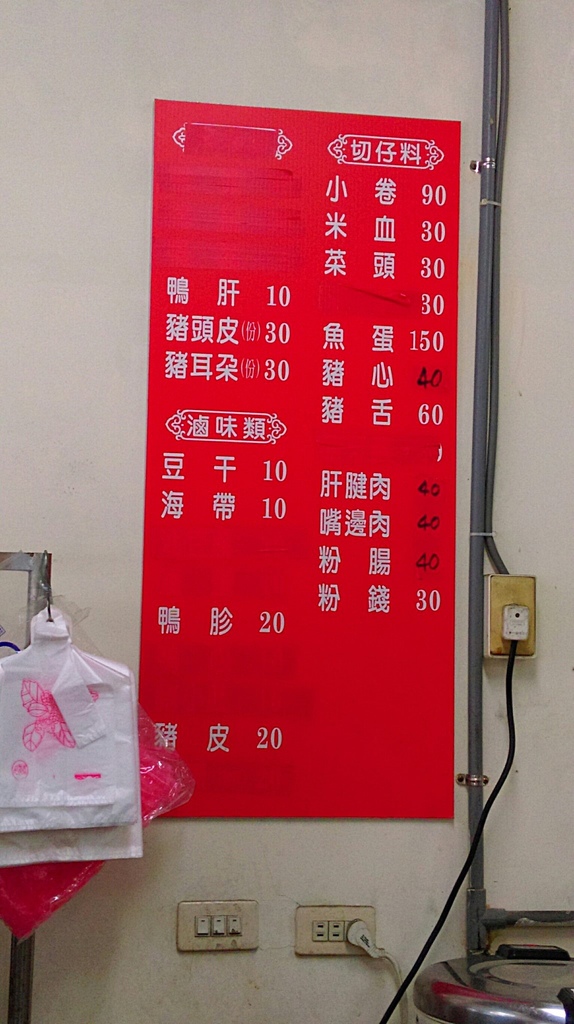 鴨肝 10
豬頭皮(份)30
豬耳朵(份)30
滷味類
豆干 10
海帶 10
鴨胗 20
豬皮 20
切仔料
小卷 90
米血 30
菜頭 30
30
魚蛋 150
豬心 40
豬舌 60
肝腱肉 40
嘴邊肉 40
粉腸 40
粉錢 30